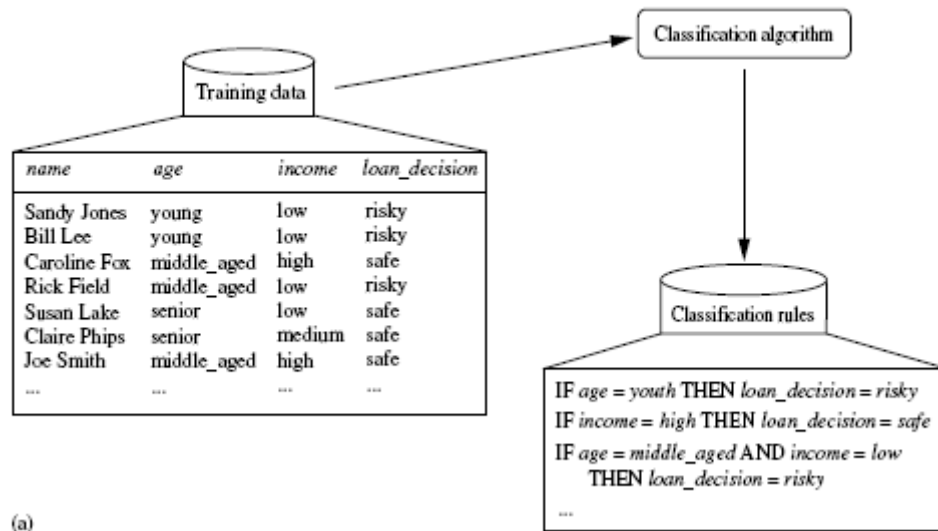 Classification algorithm
Training data
name age income loan_decision
Sandy Jones young low risky
Bill Lee young low risky
Caroline Fox middle_aged high safe
Rick Field middle_aged low risky
Susan Lake senior low safe
Claire Phips senior medium safe
Joe Smith middle_aged high safe
... ... ... ...
Classification rules
IF age = youth THEN loan_decision = risky
IF income = high THEN loan_decision = safe
IF age = middle_aged AND income = low
THEN loan_decision = risky
...
(a)